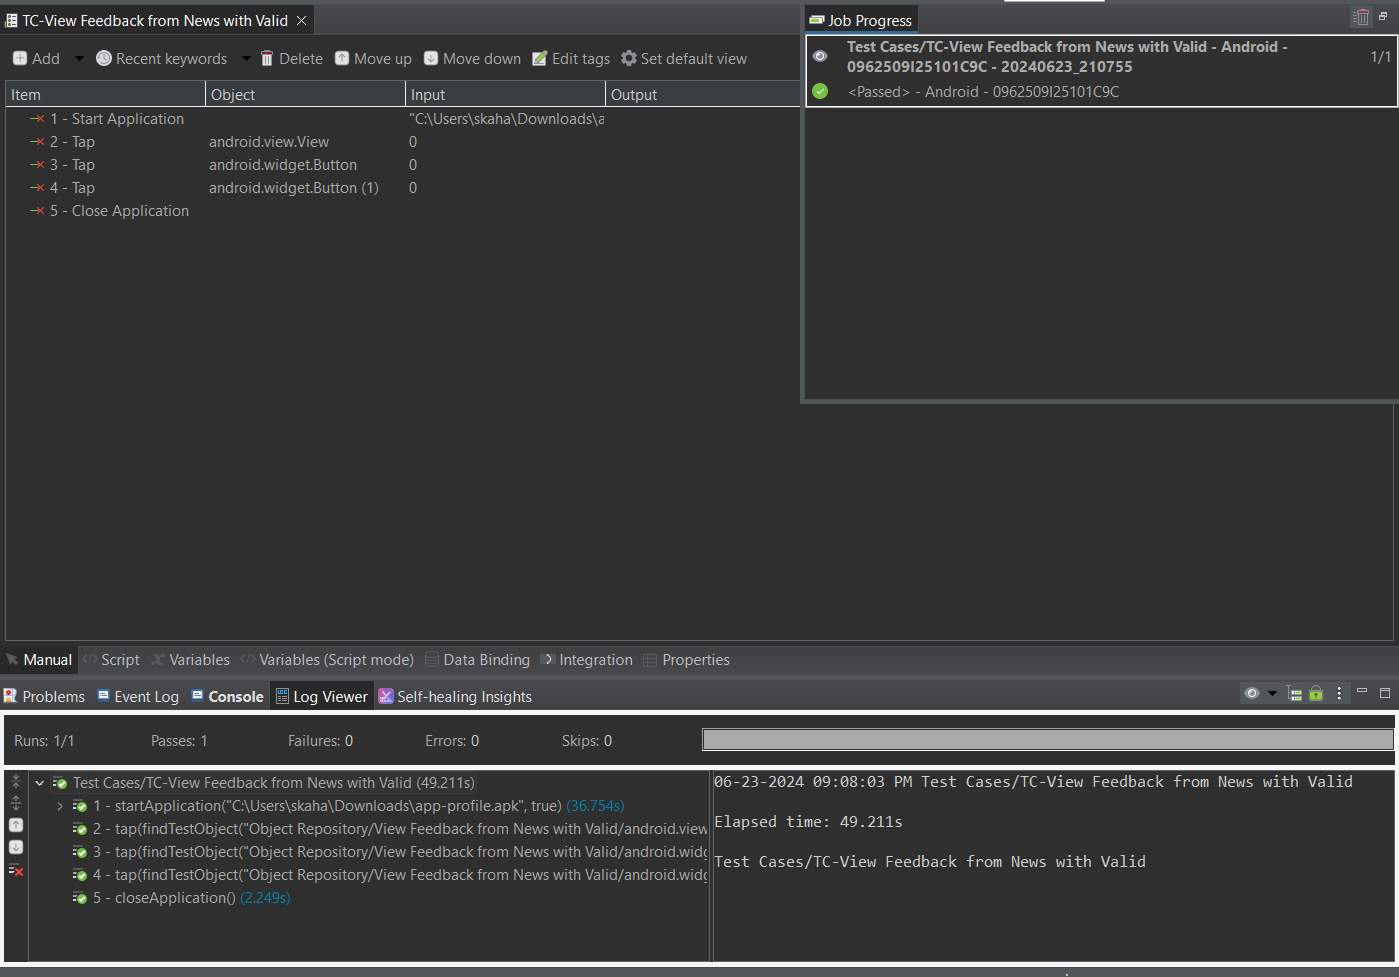 TC-View Feedback from News with Valid
Add
Recent keywords
Delete
Move up
Move down
Edit tags
Set default view
Item
Object
Input
Output
1 - Start Application
"C:\Users\skaha\Downloads\a
2 - Tap
android.view.View
0
3 - Tap
android.widget.Button
0
4 - Tap
android.widget.Button (1)
0
5 - Close Application
Job Progress
Test Cases/TC-View Feedback from News with Valid - Android -
0962509I25101C9C - 20240623_210755
1/1
<Passed> - Android - 0962509I25101C9C
Manual
Script
Variables
Variables (Script mode)
Data Binding
Integration
Properties
Problems
Event Log
Console
Log Viewer
Self-healing Insights
Runs: 1/1
Passes: 1
Failures: 0
Errors: 0
Skips: 0
Test Cases/TC-View Feedback from News with Valid (49.211s)
1 - startApplication("C:\Users\skaha\Downloads\app-profile.apk", true) (36.754s)
2 - tap(findTestObject("Object Repository/View Feedback from News with Valid/android.view
3 - tap(findTestObject("Object Repository/View Feedback from News with Valid/android.widg
4 - tap(findTestObject("Object Repository/View Feedback from News with Valid/android.widg
5 - closeApplication() (2.249s)
06-23-2024 09:08:03 PM Test Cases/TC-View Feedback from News with Valid
Elapsed time: 49.211s
Test Cases/TC-View Feedback from News with Valid